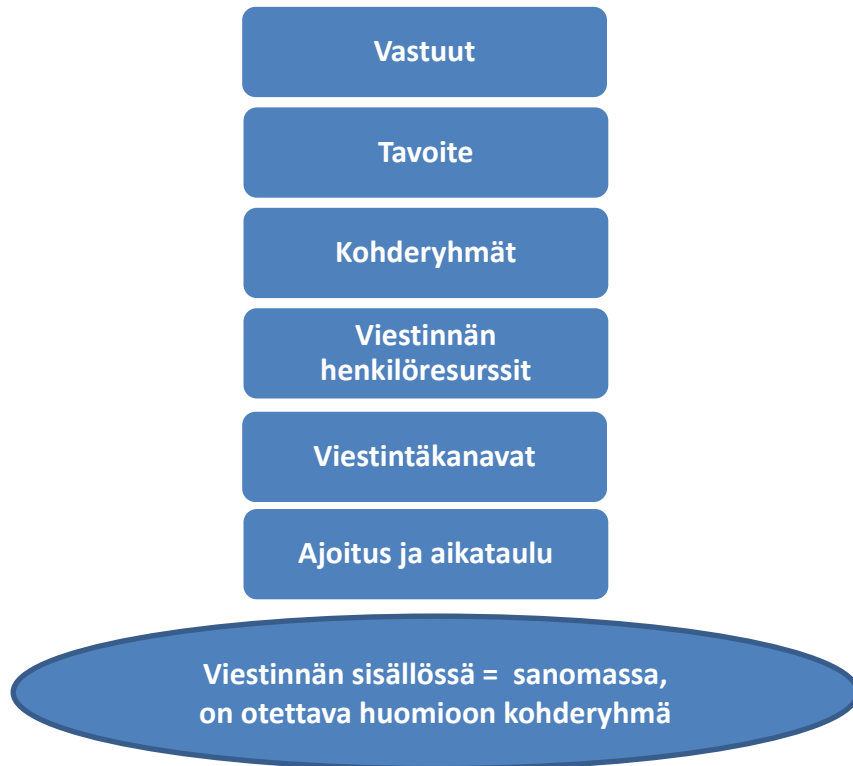 Vastuut
Tavoite
Kohderyhmät
Viestinnän
henkilöresurssit
Viestintäkanavat
Ajoitus ja aikataulu
Viestinnän sisällössä = sanomassa,
on otettava huomioon kohderyhmä